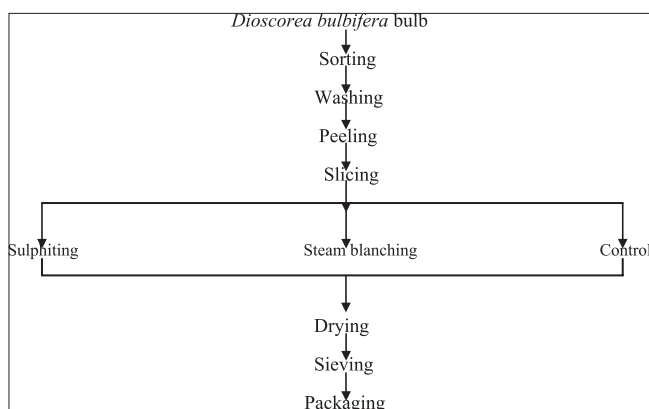 Dioscorea bulbifera bulb
Sorting
Washing
Peeling
Slicing
Sulphiting Steam blanching Control
Drying
Sieving
Packaging